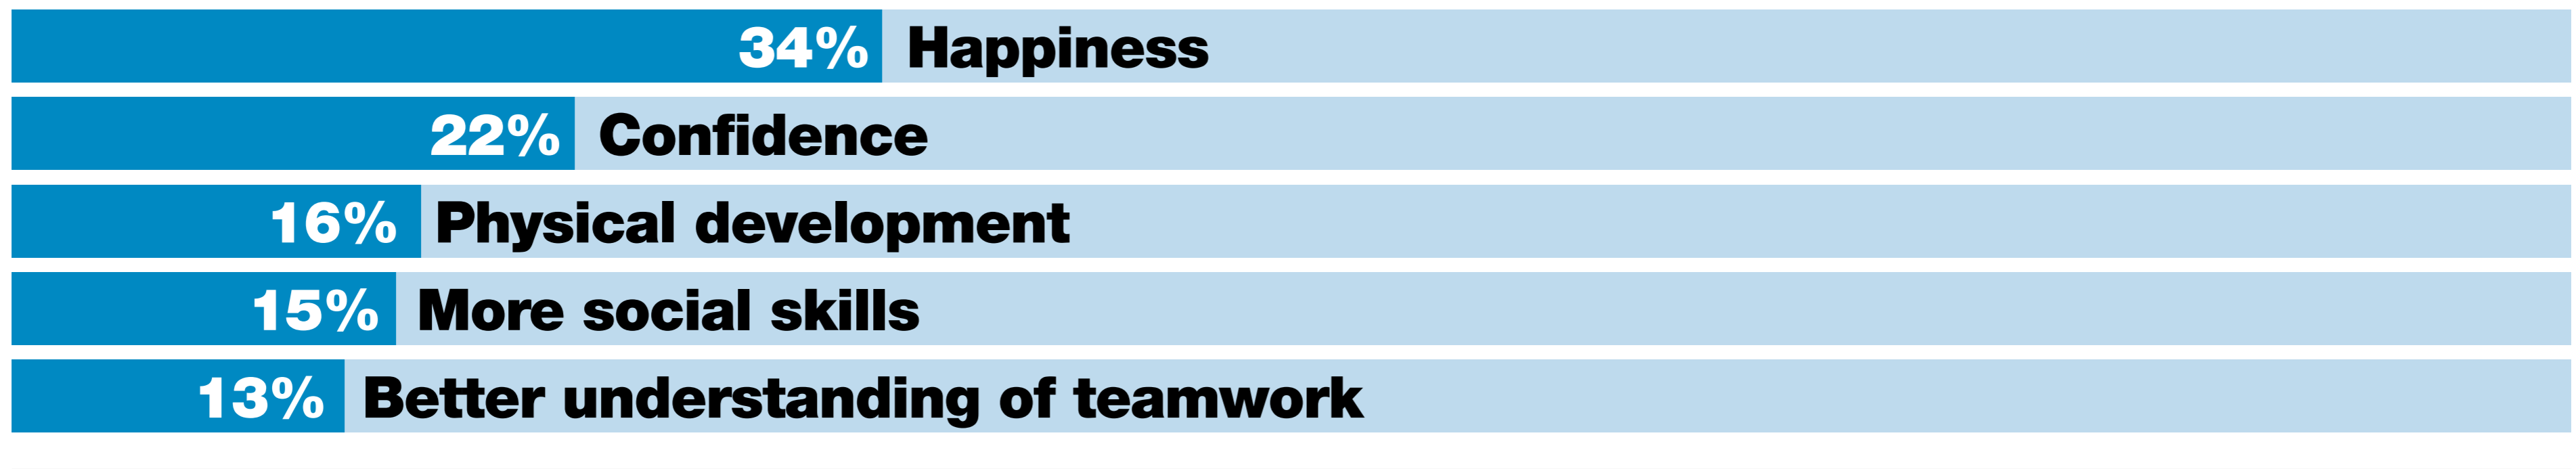 34% Happiness
22% Confidence
16% Physical development
15% More social skills
13% Better understanding of teamwork